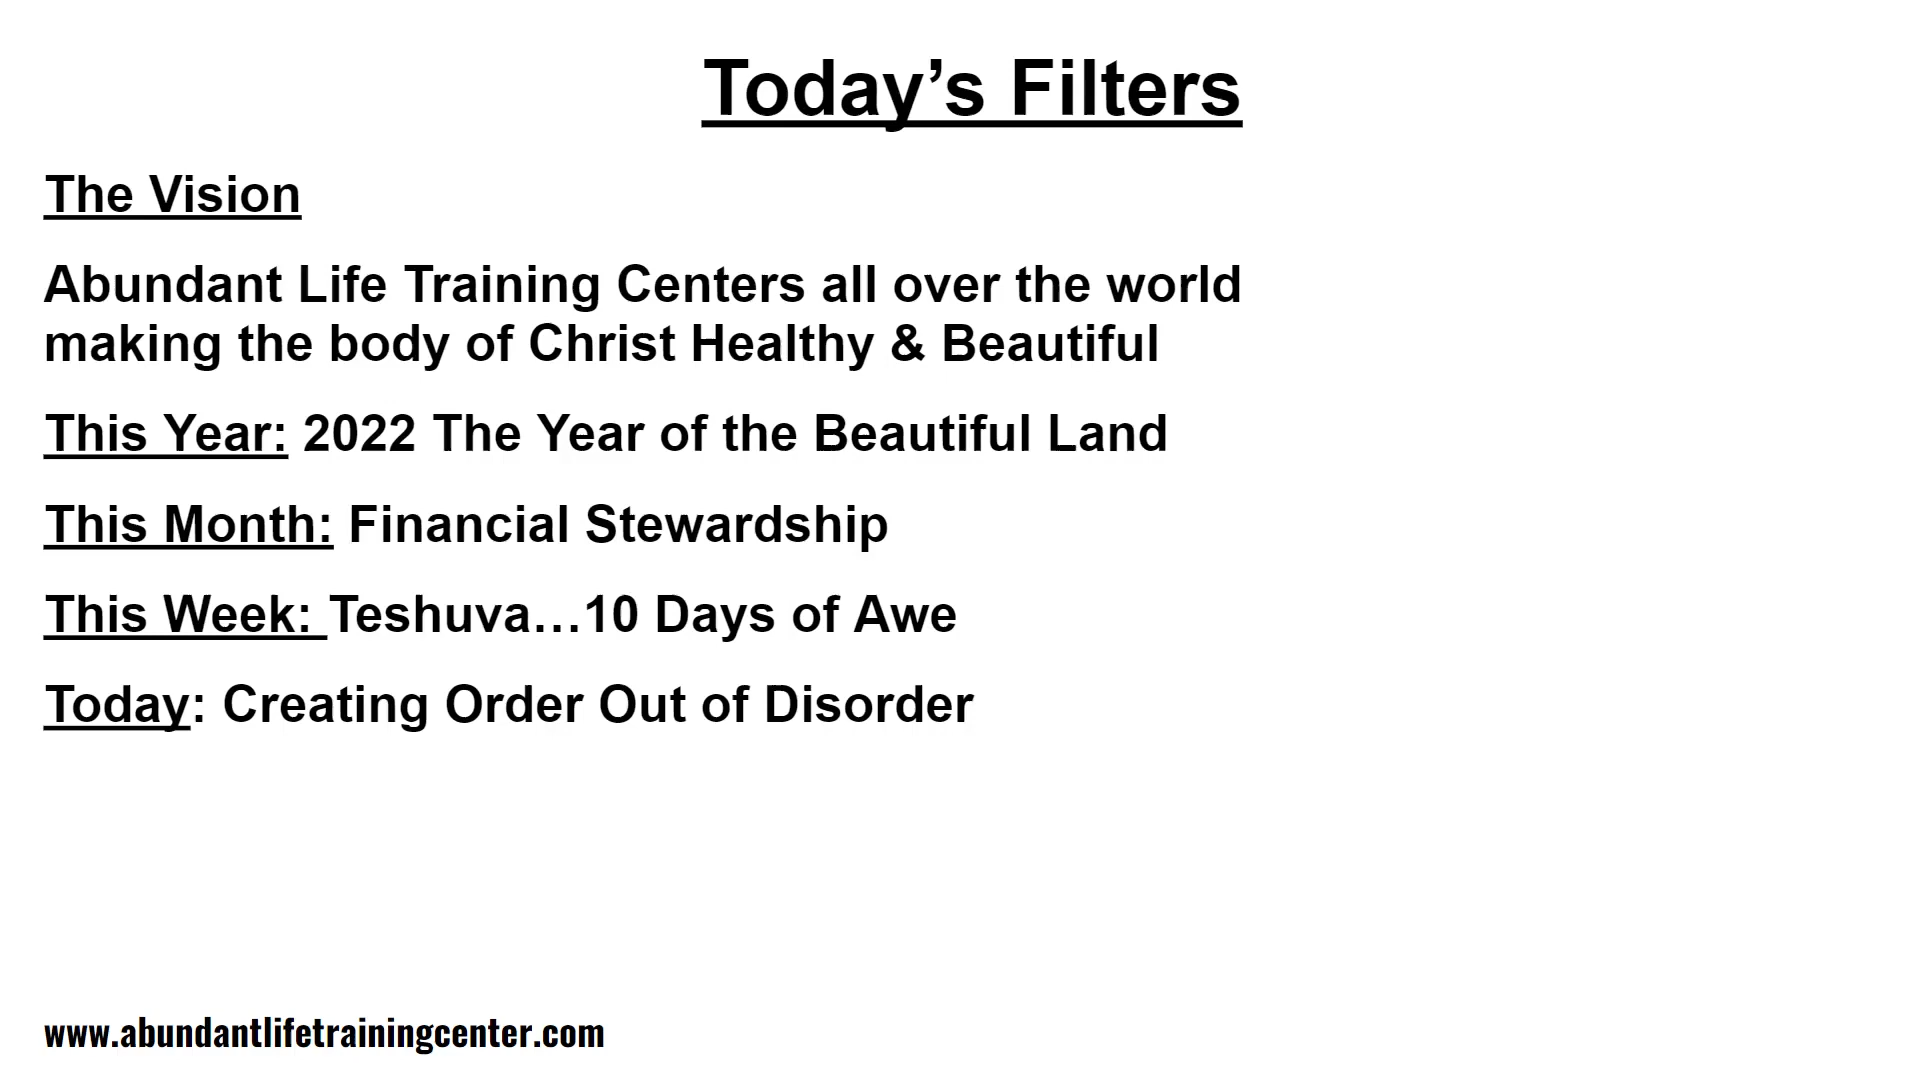 Today’s Filters
The Vision
Abundant Life Training Centers all over the world
making the body of Christ Healthy & Beautiful
This Year: 2022 The Year of the Beautiful Land
This Month: Financial Stewardship
This Week: Teshuva…10 Days of Awe
Today: Creating Order Out of Disorder
www.abundantlifetrainingcenter.com